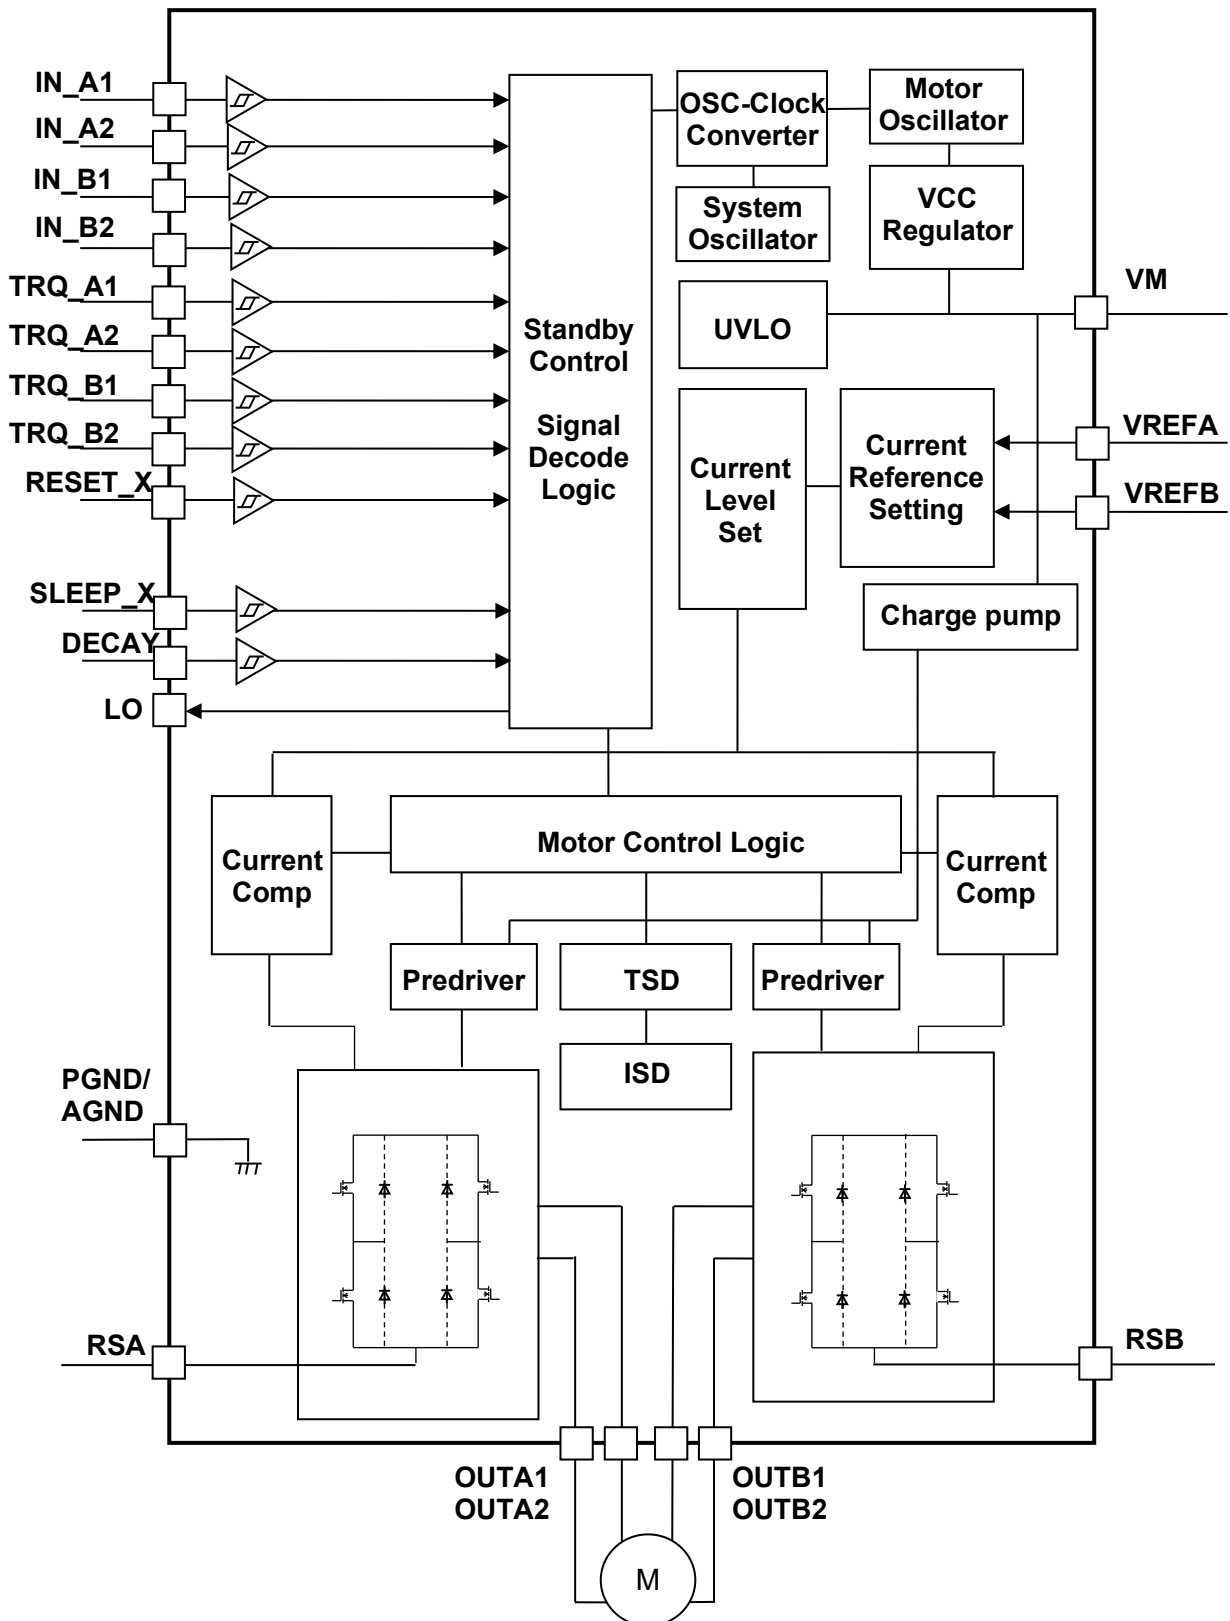 IN_A1
IN_A2
IN_B1
IN_B2
TRQ_A1
TRQ_A2
TRQ_B1
TRQ_B2
RESET_X
SLEEP_X
DECAY
LO
Standby
Control
Signal
Decode
Logic
OSC-Clock
Converter
Motor
Oscillator
System
Oscillator
VCC
Regulator
UVLO
VM
Current
Level
Set
Current
Reference
Setting
VREFA
VREFB
Charge pump
Current
Comp
Motor Control Logic
Current
Comp
Predriver
TSD
Predriver
ISD
PGND/
AGND
RSA
RSB
OUTA1
OUTA2
OUTB1
OUTB2
M